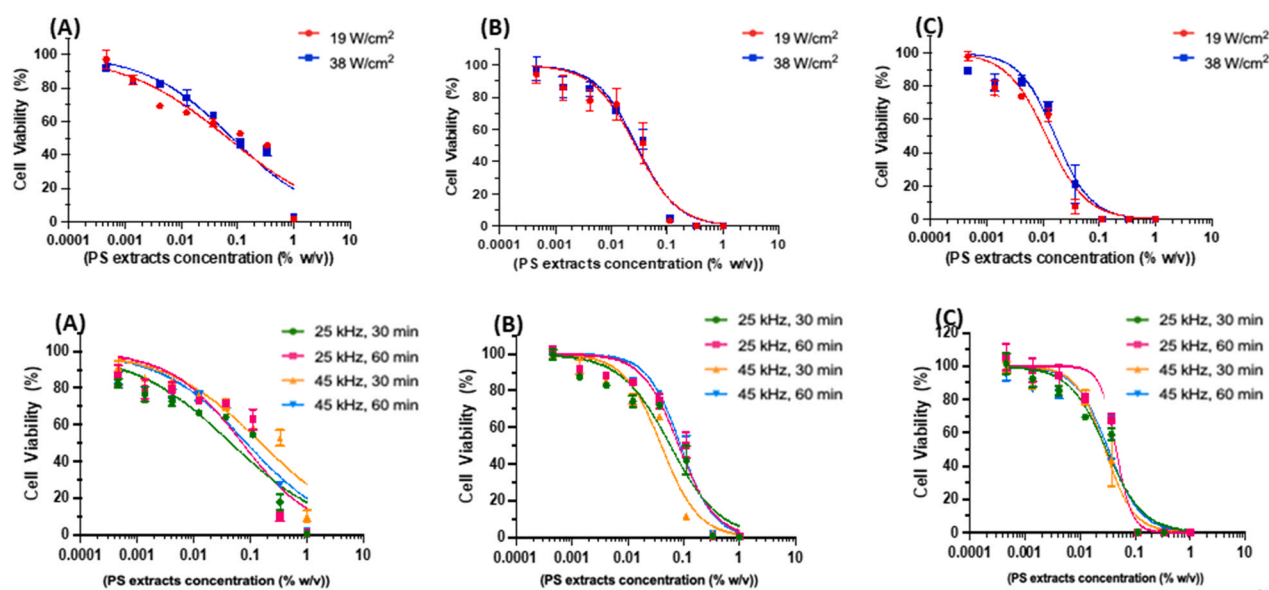 (A)
19 W/cm²
38 W/cm²
Cell Viability (%)
100
80
60
40
20
0
0.0001 0.001 0.01 0.1 1 10
(PS extracts concentration (% w/v))
(B)
19 W/cm²
38 W/cm²
Cell Viability (%)
100
80
60
40
20
0
0.0001 0.001 0.01 0.1 1 10
(PS extracts concentration (% w/v))
(C)
19 W/cm²
38 W/cm²
Cell Viability (%)
100
80
60
40
20
0
0.0001 0.001 0.01 0.1 1 10
(PS extracts concentration (% w/v))
(A)
25 kHz, 30 min
25 kHz, 60 min
45 kHz, 30 min
45 kHz, 60 min
Cell Viability (%)
100
80
60
40
20
0
0.0001 0.001 0.01 0.1 1 10
(PS extracts concentration (% w/v))
(B)
25 kHz, 30 min
25 kHz, 60 min
45 kHz, 30 min
45 kHz, 60 min
Cell Viability (%)
100
80
60
40
20
0
0.0001 0.001 0.01 0.1 1 10
(PS extracts concentration (% w/v))
(C)
25 kHz, 30 min
25 kHz, 60 min
45 kHz, 30 min
45 kHz, 60 min
Cell Viability (%)
120
100
80
60
40
20
0
0.0001 0.001 0.01 0.1 1 10
(PS extracts concentration (% w/v))